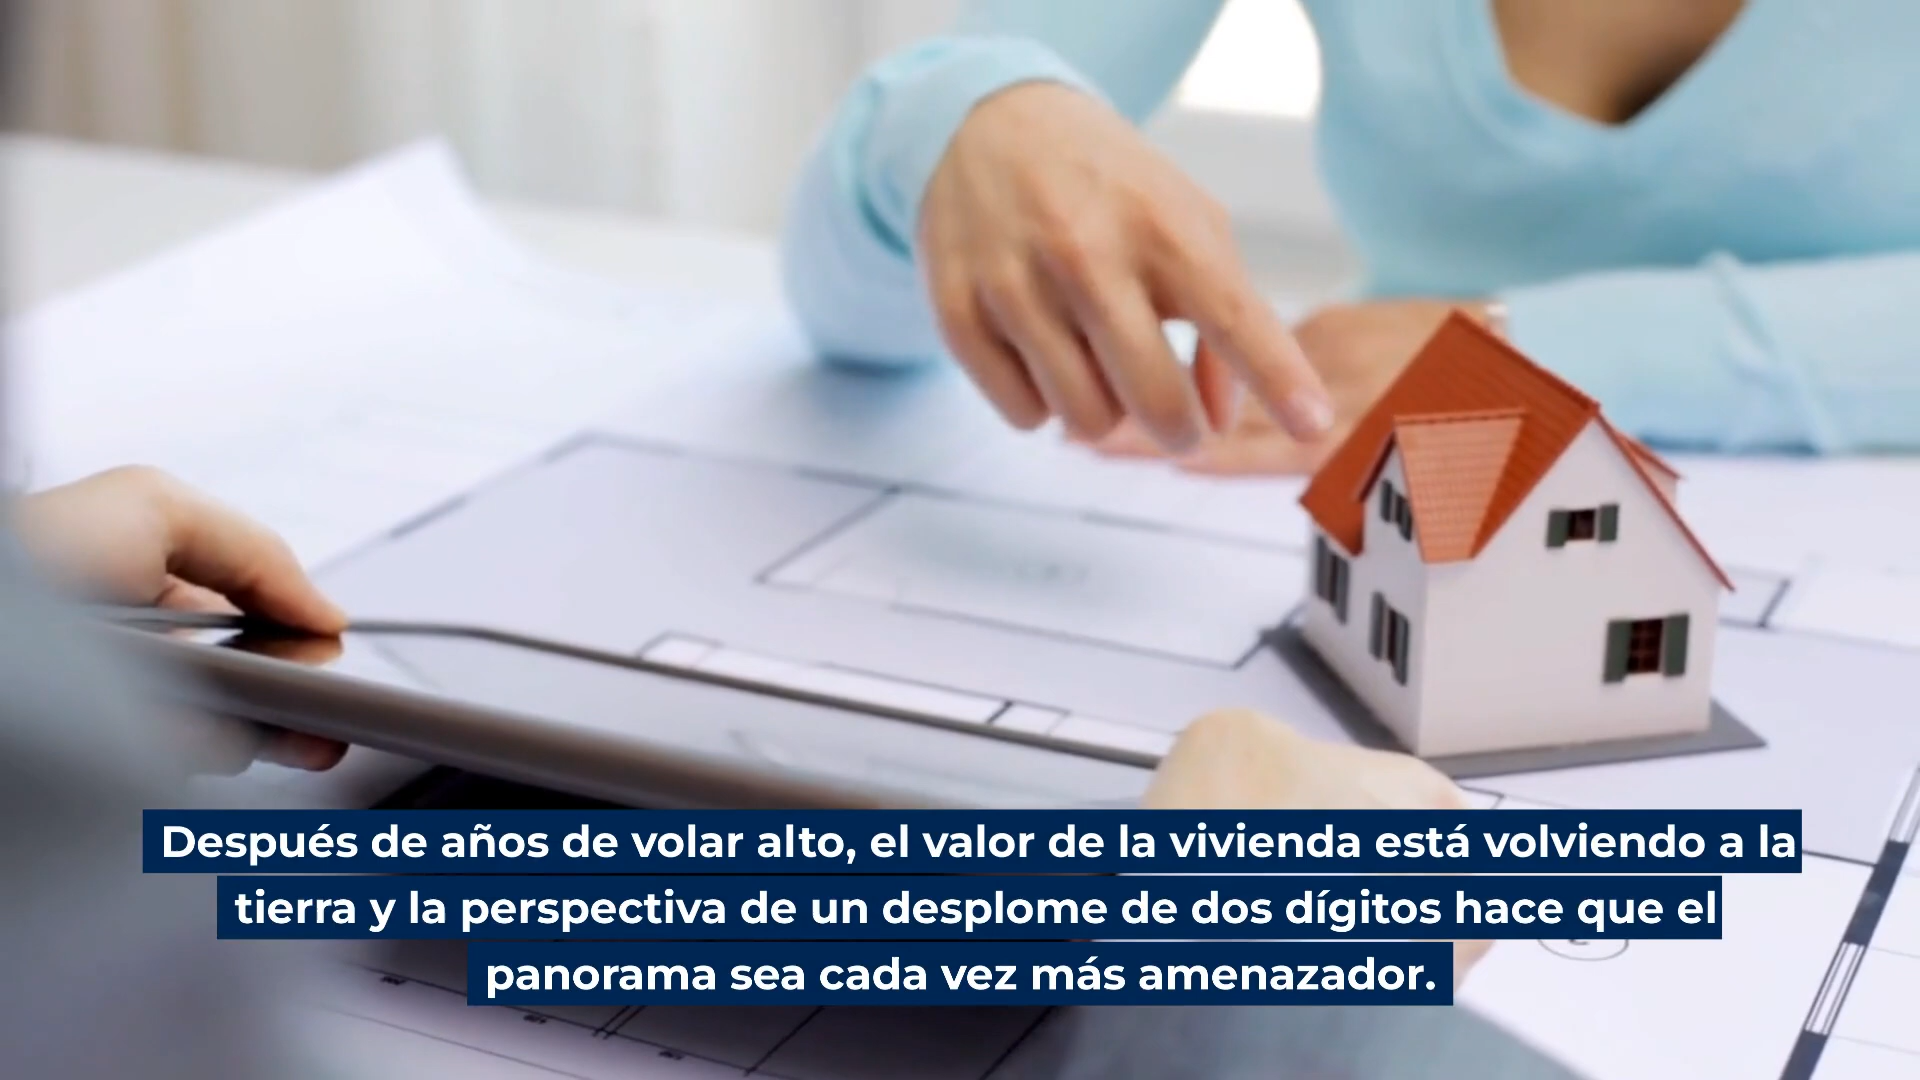 Después de años de volar alto, el valor de la vivienda está volviendo a la
tierra y la perspectiva de un desplome de dos dígitos hace que el
panorama sea cada vez más amenazador.